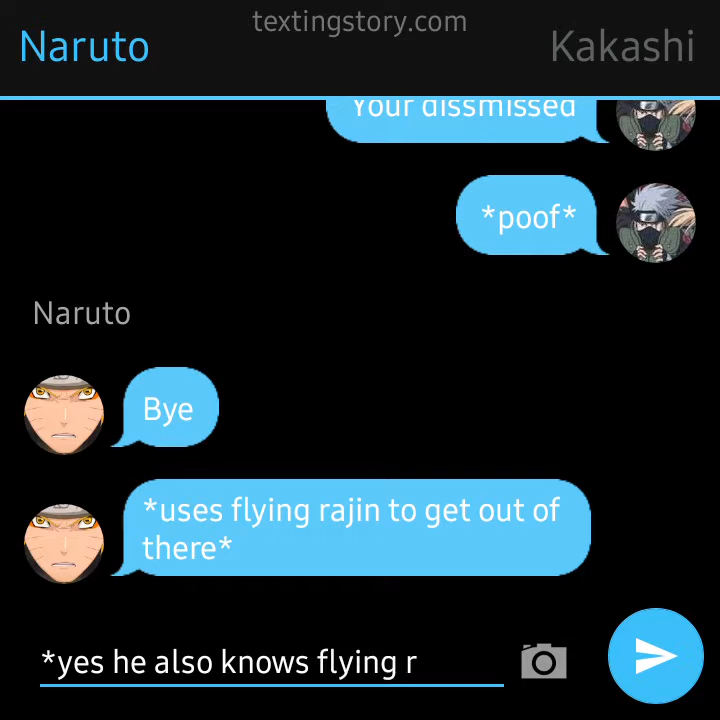 textingstory.com
Naruto
Kakashi
Your dissmissed
*poof*
Naruto
Bye
*uses flying rajin to get out of
there*
*yes he also knows flying r